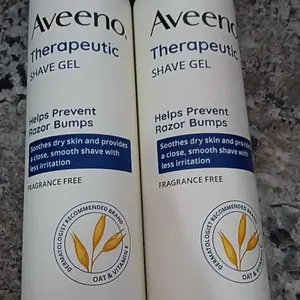 Aveeno®
Therapeutic
SHAVE GEL
Helps Prevent
Razor Bumps
Soothes dry skin and provides
a close, smooth shave with
less irritation
FRAGRANCE FREE
DERMATOLOGIST RECOMMENDED BRAND
OAT & VITAMIN E
Aveeno®
Therapeutic
SHAVE GEL
Helps Prevent
Razor Bumps
Soothes dry skin and provides
a close, smooth shave with
less irritation
FRAGRANCE FREE
DERMATOLOGIST RECOMMENDED BRAND
OAT & VITAMIN E